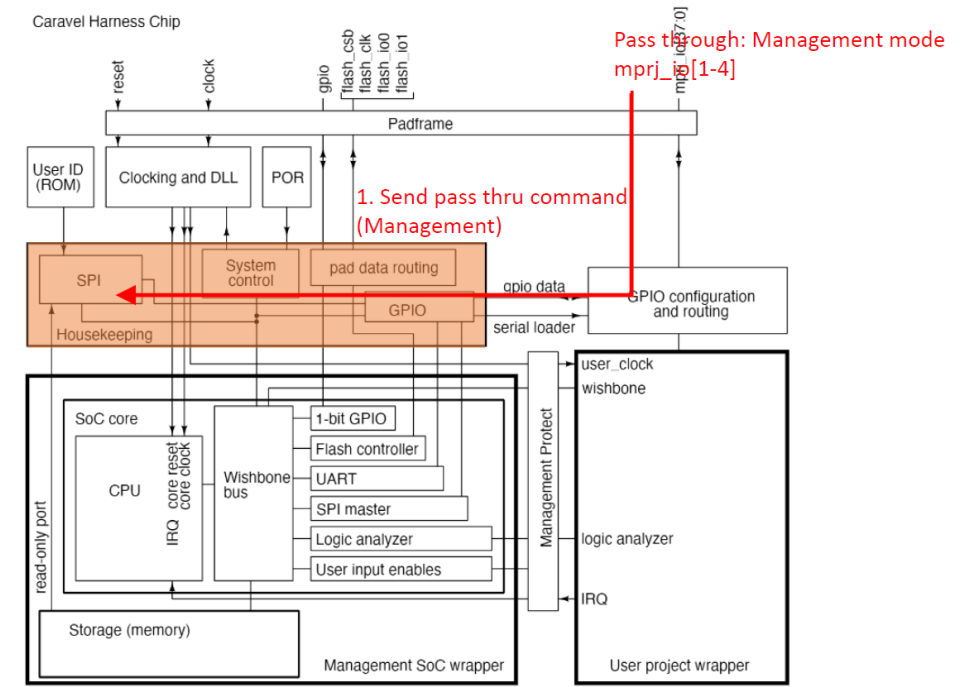 Caravel Harness Chip
Pass through: Management mode
mprj_io[1-4]
reset
clock
gpio
flash_csb
flash_clk
flash_io0
flash_io1
mprj_io[37:0]
Padframe
User ID
(ROM)
Clocking and DLL
POR
1. Send pass thru command
(Management)
SPI
System
control
pad data routing
GPIO
Housekeeping
gpio data
serial loader
GPIO configuration
and routing
user_clock
wishbone
SoC core
CPU
IRQ
core reset
core clock
Wishbone
bus
1-bit GPIO
Flash controller
UART
SPI master
Logic analyzer
User input enables
Management Protect
logic analyzer
IRQ
read-only port
Storage (memory)
Management SoC wrapper
User project wrapper